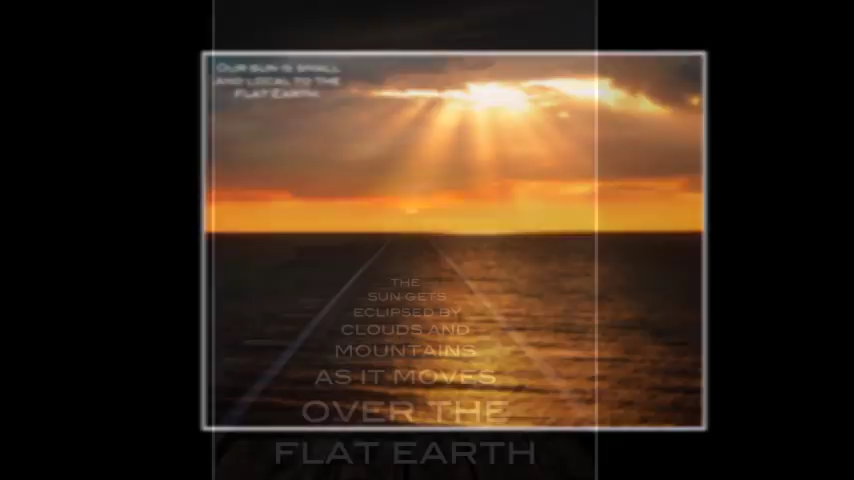 OUR SUN IS SMALL
AND LOCAL TO THE
FLAT EARTH.
THE
SUN GETS
ECLIPSED BY
CLOUDS AND
MOUNTAINS
AS IT MOVES
OVER THE
FLAT EARTH